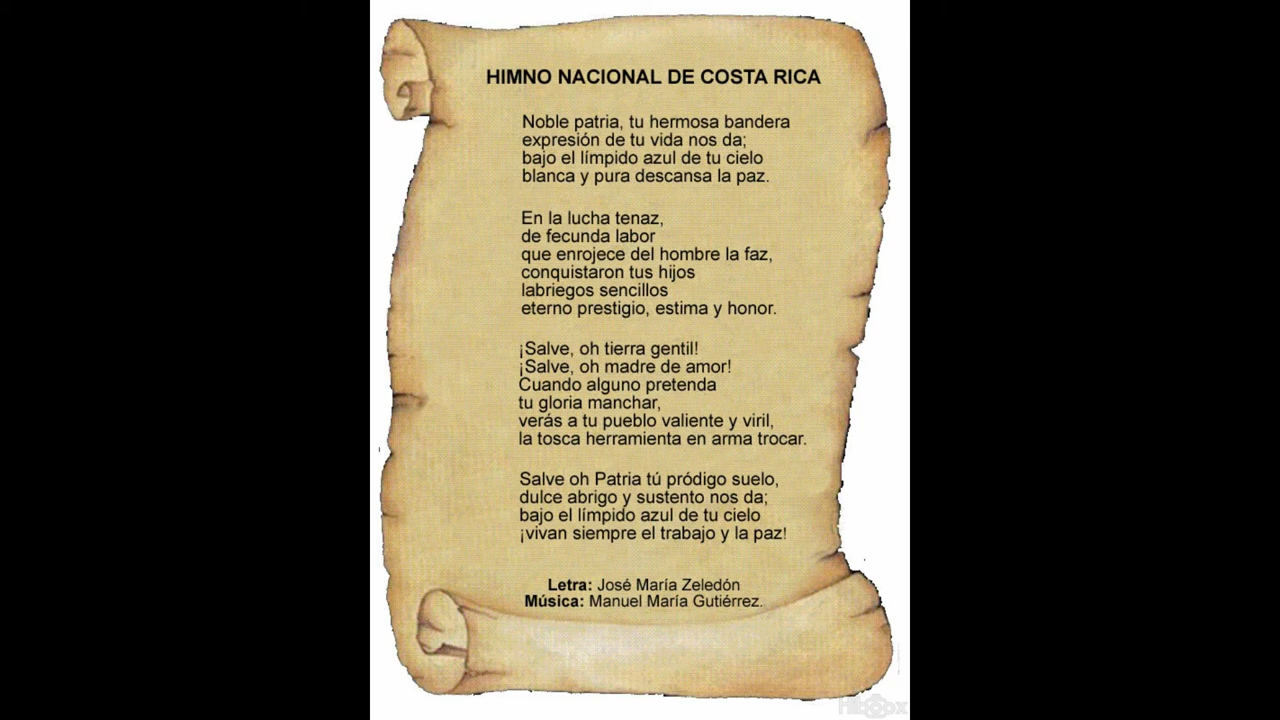 HIMNO NACIONAL DE COSTA RICA
Noble patria, tu hermosa bandera
expresión de tu vida nos da;
bajo el límpido azul de tu cielo
blanca y pura descansa la paz.
En la lucha tenaz,
de fecunda labor
que enrojece del hombre la faz,
conquistaron tus hijos
labriegos sencillos
eterno prestigio, estima y honor.
¡Salve, oh tierra gentil!
¡Salve, oh madre de amor!
Cuando alguno pretenda
tu gloria manchar,
verás a tu pueblo valiente y viril,
la tosca herramienta en arma trocar.
Salve oh Patria tú pródigo suelo,
dulce abrigo y sustento nos da;
bajo el límpido azul de tu cielo
¡vivan siempre el trabajo y la paz!
Letra: José María Zeledón
Música: Manuel María Gutiérrez.